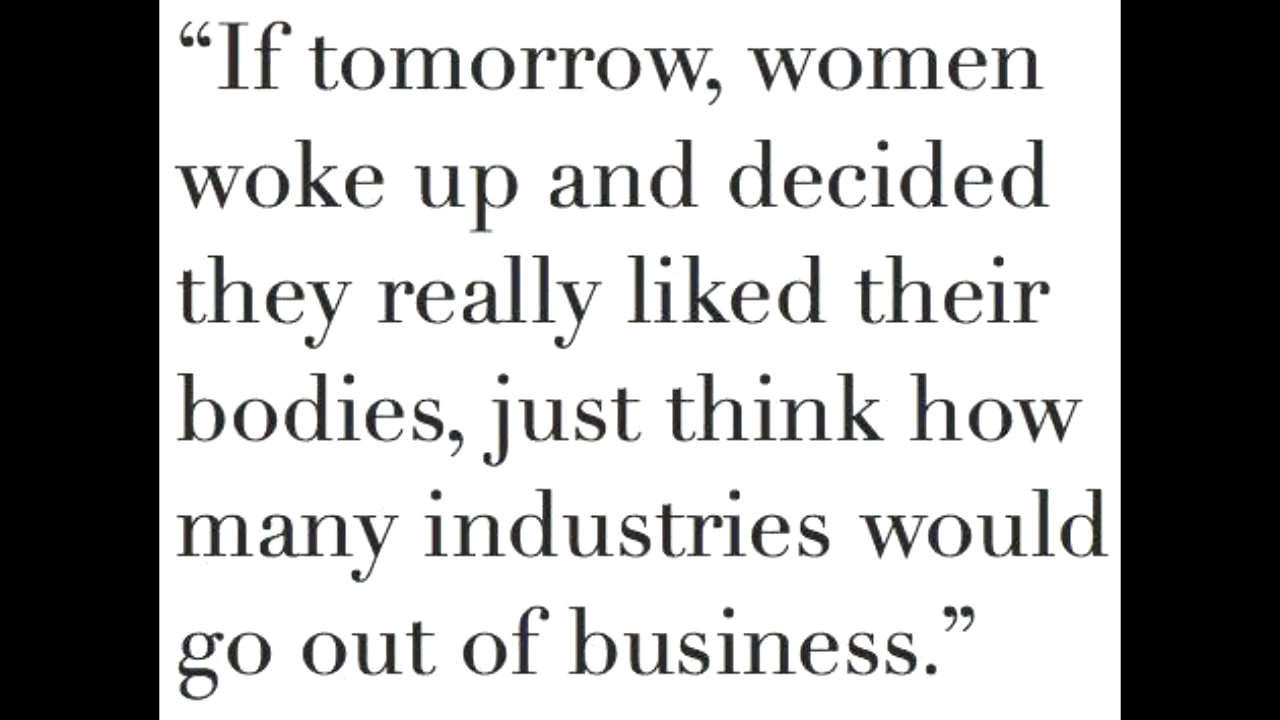 “If tomorrow, women
woke up and decided
they really liked their
bodies, just think how
many industries would
go out of business.”